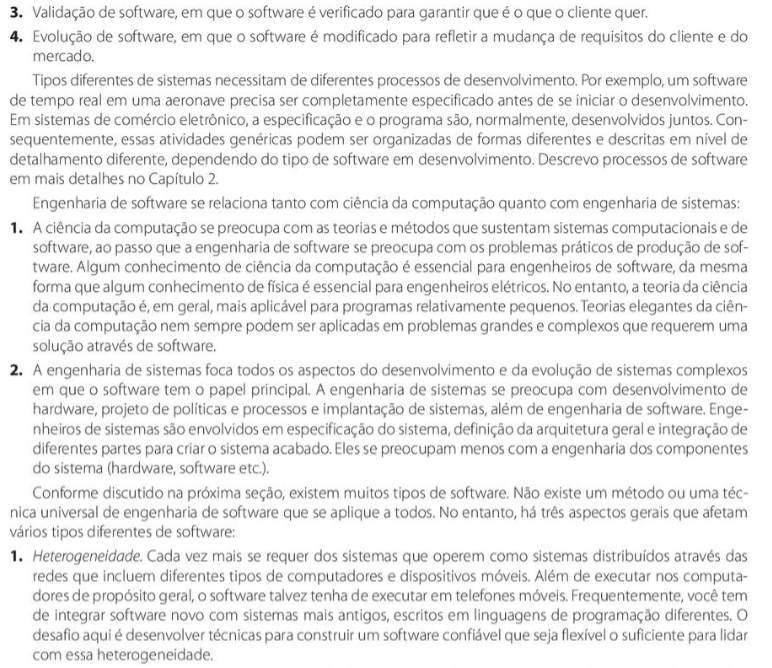 3. Validação de software, em que o software é verificado para garantir que é o que o cliente quer.
4. Evolução de software, em que o software é modificado para refletir a mudança de requisitos do cliente e do
mercado.
Tipos diferentes de sistemas necessitam de diferentes processos de desenvolvimento. Por exemplo, um software
de tempo real em uma aeronave precisa ser completamente especificado antes de se iniciar o desenvolvimento.
Em sistemas de comércio eletrônico, a especificação e o programa são, normalmente, desenvolvidos juntos. Con-
sequentemente, essas atividades genéricas podem ser organizadas de formas diferentes e descritas em nível de
detalhamento diferente, dependendo do tipo de software em desenvolvimento. Descrevo processos de software
em mais detalhes no Capítulo 2.
Engenharia de software se relaciona tanto com ciência da computação quanto com engenharia de sistemas:
1. A ciência da computação se preocupa com as teorias e métodos que sustentam sistemas computacionais e de
software, ao passo que a engenharia de software se preocupa com os problemas práticos de produção de sof-
tware. Algum conhecimento de ciência da computação é essencial para engenheiros de software, da mesma
forma que algum conhecimento de física é essencial para engenheiros elétricos. No entanto, a teoria da ciência
da computação é, em geral, mais aplicável para programas relativamente pequenos. Teorias elegantes da ciên-
cia da computação nem sempre podem ser aplicadas em problemas grandes e complexos que requerem uma
solução através de software.
2. A engenharia de sistemas foca todos os aspectos do desenvolvimento e da evolução de sistemas complexos
em que o software tem o papel principal. A engenharia de sistemas se preocupa com desenvolvimento de
hardware, projeto de políticas e processos e implantação de sistemas, além de engenharia de software. Enge-
nheiros de sistemas são envolvidos em especificação do sistema, definição da arquitetura geral e integração de
diferentes partes para criar o sistema acabado. Eles se preocupam menos com a engenharia dos componentes
do sistema (hardware, software etc.).
Conforme discutido na próxima seção, existem muitos tipos de software. Não existe um método ou uma téc-
nica universal de engenharia de software que se aplique a todos. No entanto, há três aspectos gerais que afetam
vários tipos diferentes de software:
1. Heterogeneidade. Cada vez mais se requer dos sistemas que operem como sistemas distribuídos através das
redes que incluem diferentes tipos de computadores e dispositivos móveis. Além de executar nos computa-
dores de propósito geral, o software talvez tenha de executar em telefones móveis. Frequentemente, você tem
de integrar software novo com sistemas mais antigos, escritos em linguagens de programação diferentes. O
desafio aqui é desenvolver técnicas para construir um software confiável que seja flexível o suficiente para lidar
com essa heterogeneidade.